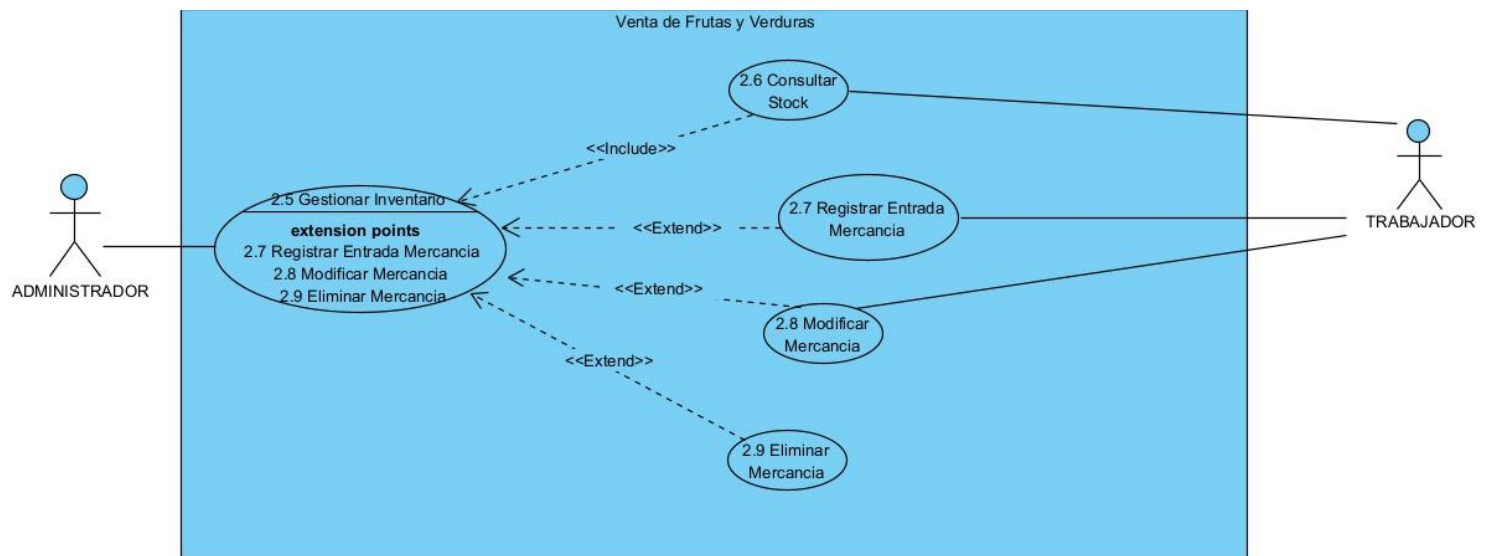 Venta de Frutas y Verduras
2.6 Consultar
Stock
<<Include>>
2.5 Gestionar Inventario
extension points
2.7 Registrar Entrada Mercancia
2.8 Modificar Mercancia
2.9 Eliminar Mercancia
ADMINISTRADOR
2.7 Registrar Entrada
Mercancia
<<Extend>>
TRABAJADOR
<<Extend>>
2.8 Modificar
Mercancia
<<Extend>>
2.9 Eliminar
Mercancia